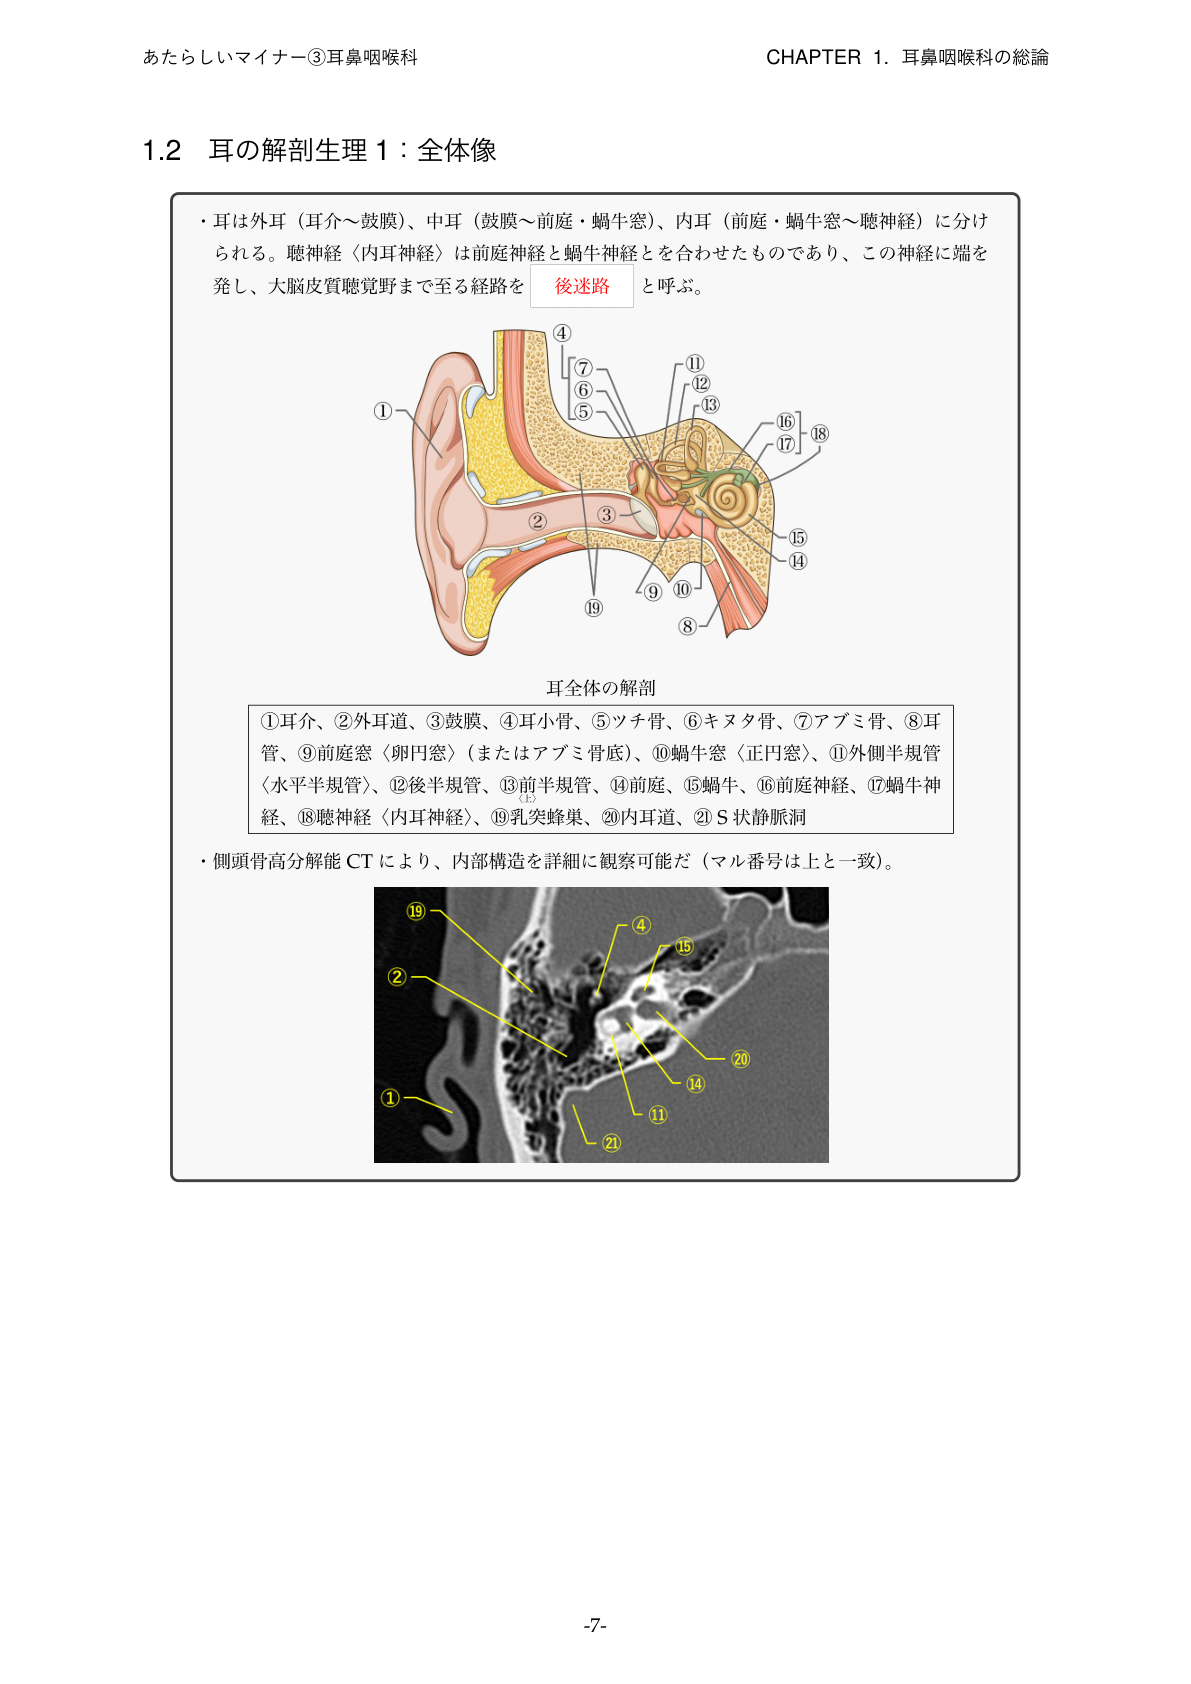 あたらしいマイナー③耳鼻咽喉科
CHAPTER 1. 耳鼻咽喉科の総論
1.2 耳の解剖生理 1：全体像
・耳は外耳（耳介〜鼓膜）、中耳（鼓膜〜前庭・蝸牛窓）、内耳（前庭・蝸牛窓〜聴神経）に分け
られる。聴神経〈内耳神経〉は前庭神経と蝸牛神経とを合わせたものであり、この神経に端を
発し、大脳皮質聴覚野まで至る経路を 後迷路 と呼ぶ。
④
⑦
⑥
⑤
⑪
⑫
⑬
①
⑯
⑰
⑱
②
③
⑮
⑭
⑨
⑩
⑲
⑧
耳全体の解剖
①耳介、②外耳道、③鼓膜、④耳小骨、⑤ツチ骨、⑥キヌタ骨、⑦アブミ骨、⑧耳
管、⑨前庭窓〈卵円窓〉（またはアブミ骨底）、⑩蝸牛窓〈正円窓〉、⑪外側半規管
〈水平半規管〉、⑫後半規管、⑬前半規管、⑭前庭、⑮蝸牛、⑯前庭神経、⑰蝸牛神
〈上〉
経、⑱聴神経〈内耳神経〉、⑲乳突蜂巣、⑳内耳道、㉑ S 状静脈洞
・側頭骨高分解能 CT により、内部構造を詳細に観察可能だ（マル番号は上と一致）。
⑲
④
⑮
②
⑳
⑭
①
⑪
㉑
-7-